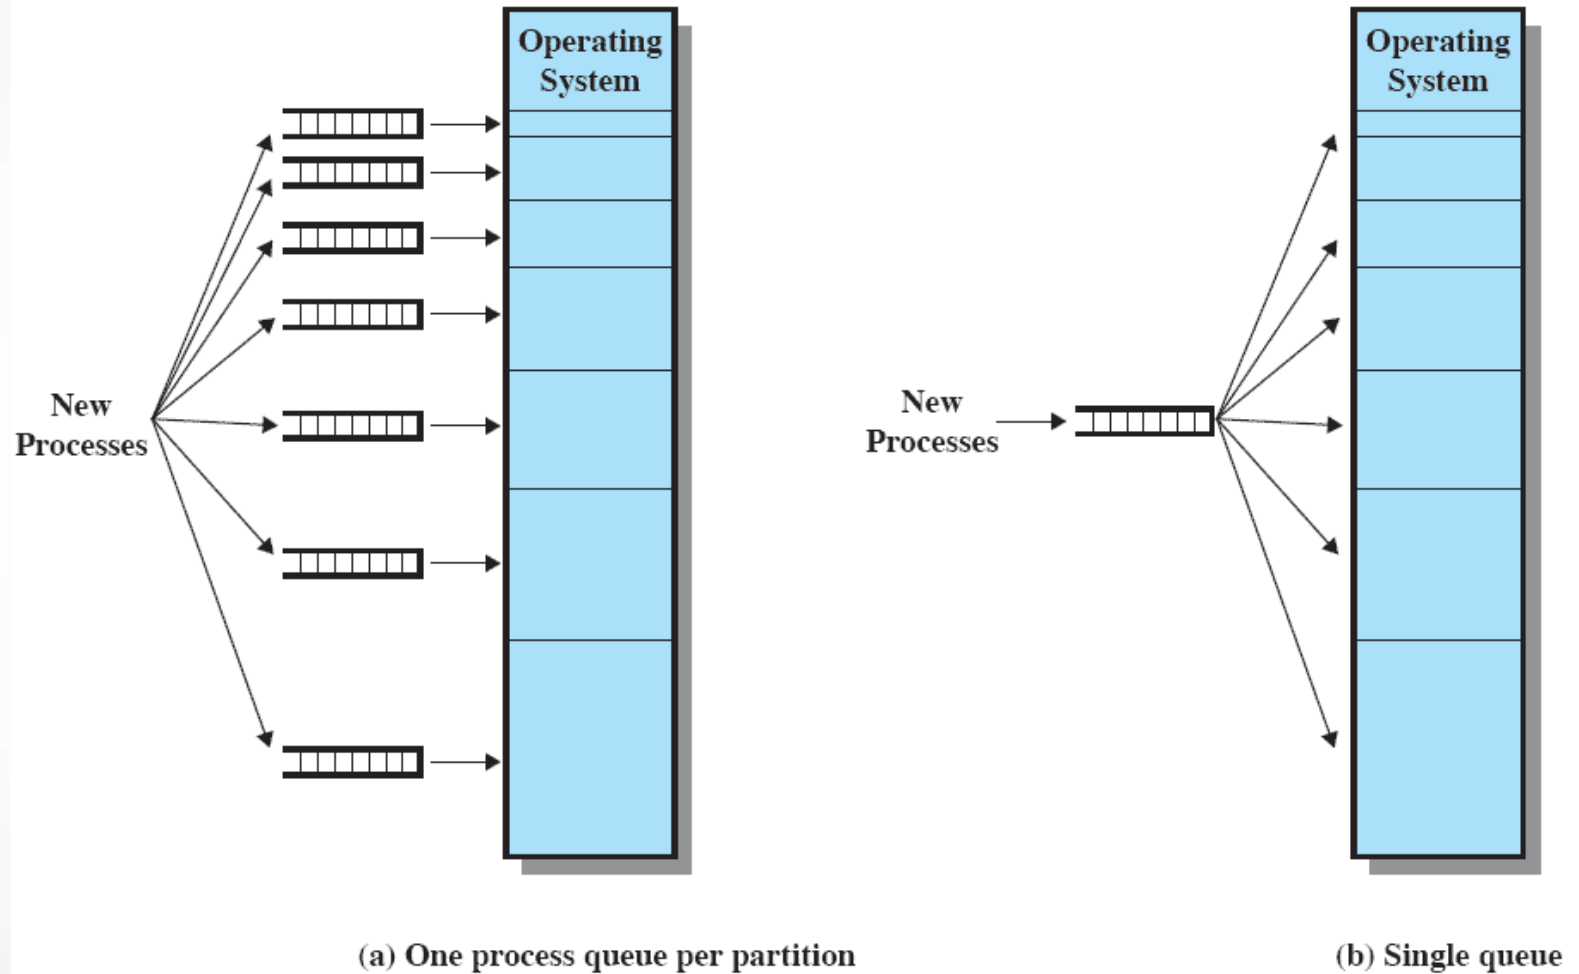 Operating
System
New
Processes
(a) One process queue per partition
Operating
System
New
Processes
(b) Single queue